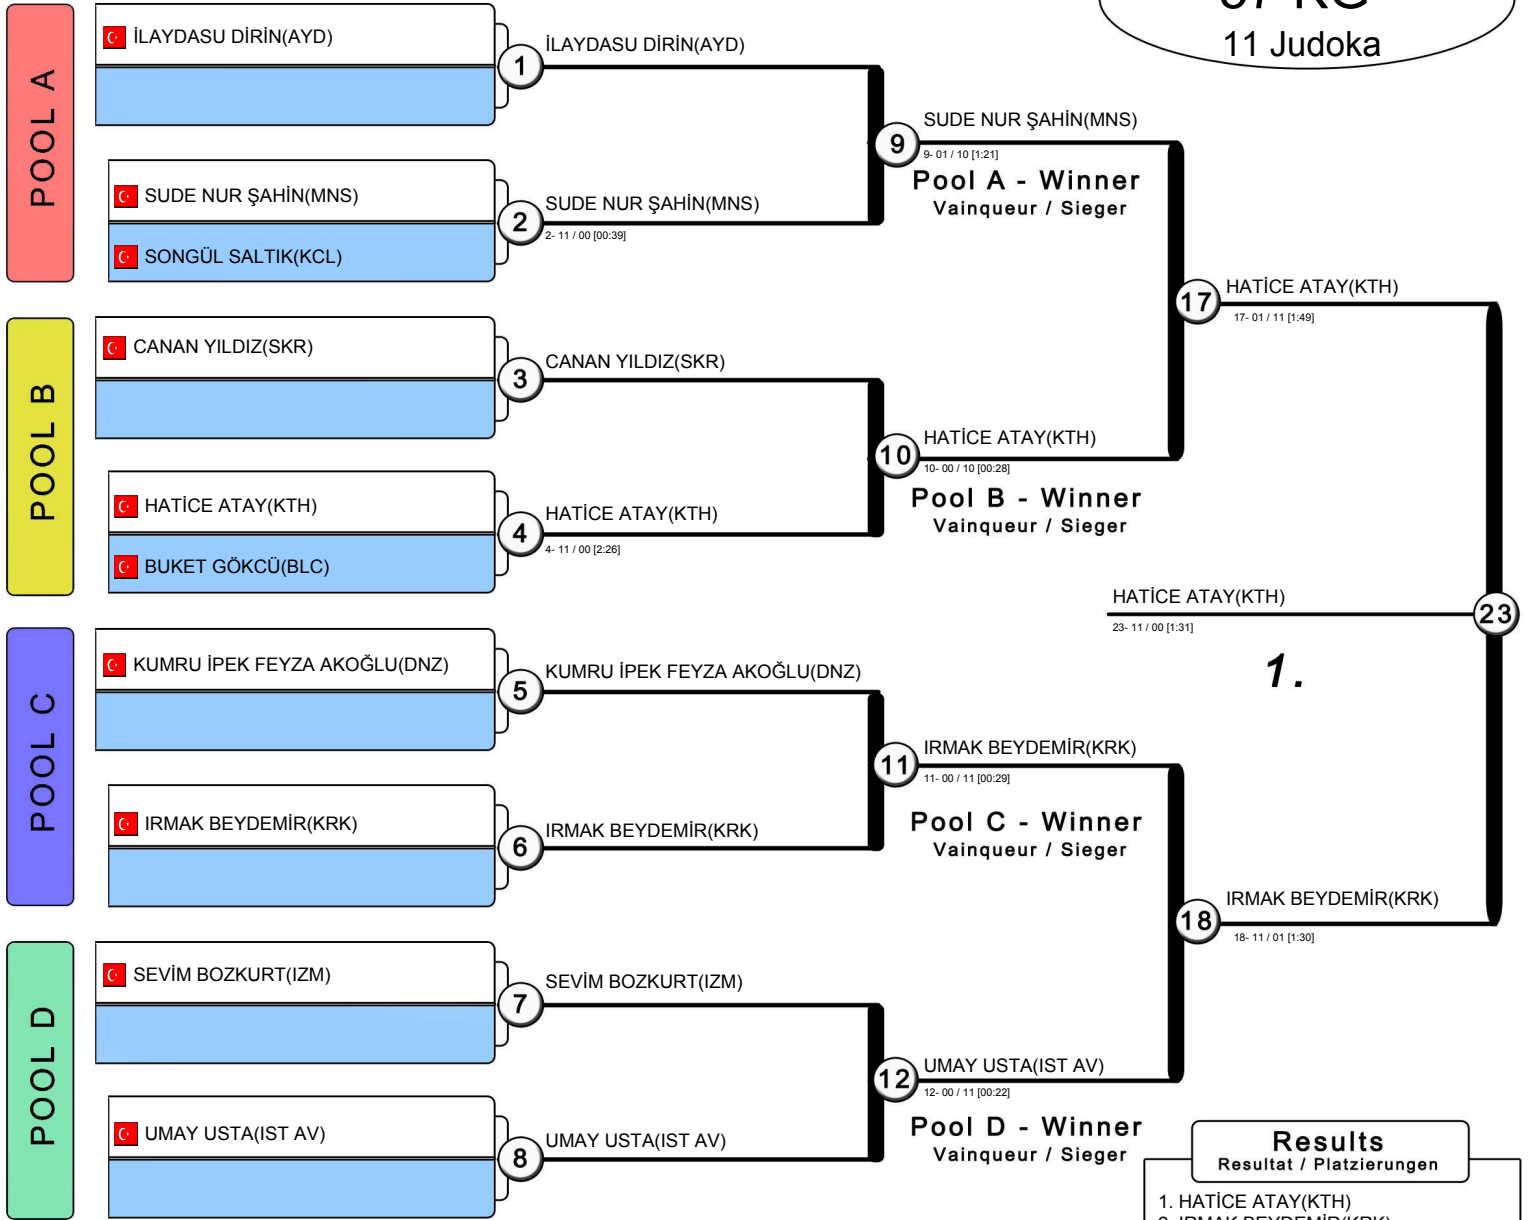 11 Judoka
POOL A
İLAYDASU DİRİN(AYD)
1
İLAYDASU DİRİN(AYD)
SUDE NUR ŞAHİN(MNS)
SONGÜL SALTIK(KCL)
2
SUDE NUR ŞAHİN(MNS)
2- 11 / 00 [00:39]
9
SUDE NUR ŞAHİN(MNS)
9- 01 / 10 [1:21]
Pool A - Winner
Vainqueur / Sieger
POOL B
CANAN YILDIZ(SKR)
3
CANAN YILDIZ(SKR)
HATİCE ATAY(KTH)
BUKET GÖKCÜ(BLC)
4
HATİCE ATAY(KTH)
4- 11 / 00 [2:26]
10
HATİCE ATAY(KTH)
10- 00 / 10 [00:28]
Pool B - Winner
Vainqueur / Sieger
17
HATİCE ATAY(KTH)
17- 01 / 11 [1:49]
POOL C
KUMRU İPEK FEYZA AKOĞLU(DNZ)
5
KUMRU İPEK FEYZA AKOĞLU(DNZ)
IRMAK BEYDEMİR(KRK)
6
IRMAK BEYDEMİR(KRK)
11
IRMAK BEYDEMİR(KRK)
11- 00 / 11 [00:29]
Pool C - Winner
Vainqueur / Sieger
POOL D
SEVİM BOZKURT(IZM)
7
SEVİM BOZKURT(IZM)
UMAY USTA(IST AV)
8
UMAY USTA(IST AV)
12
UMAY USTA(IST AV)
12- 00 / 11 [00:22]
Pool D - Winner
Vainqueur / Sieger
18
IRMAK BEYDEMİR(KRK)
18- 11 / 01 [1:30]
HATİCE ATAY(KTH)
23
23- 11 / 00 [1:31]
1.
Results
Resultat / Platzierungen
1. HATİCE ATAY(KTH)